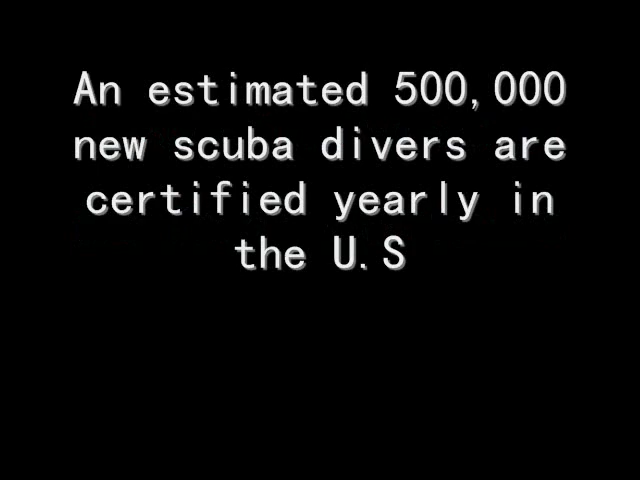 An estimated 500,000
new scuba divers are
certified yearly in
the U.S